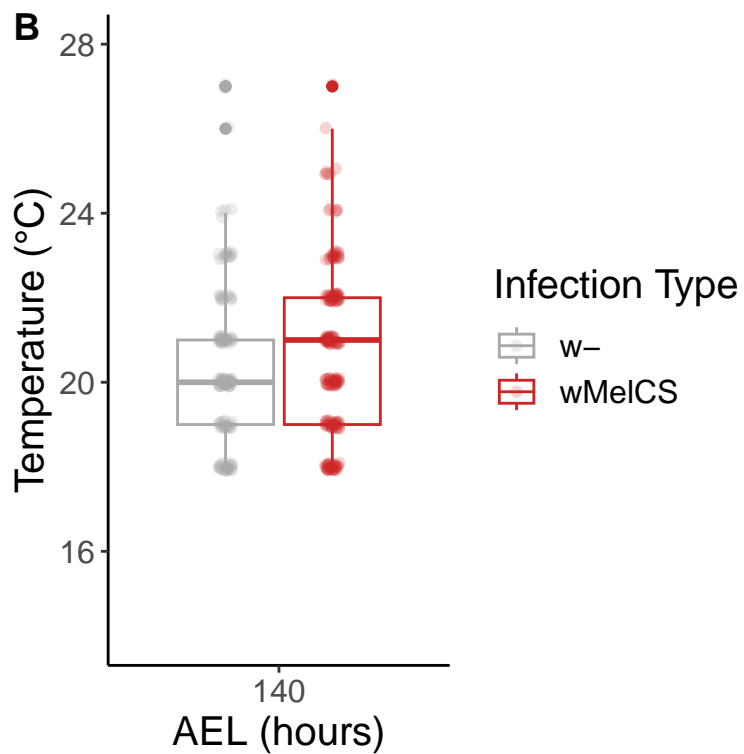 B
28
24
20
16
Temperature (°C)
140
AEL (hours)
Infection Type
w–
wMelCS